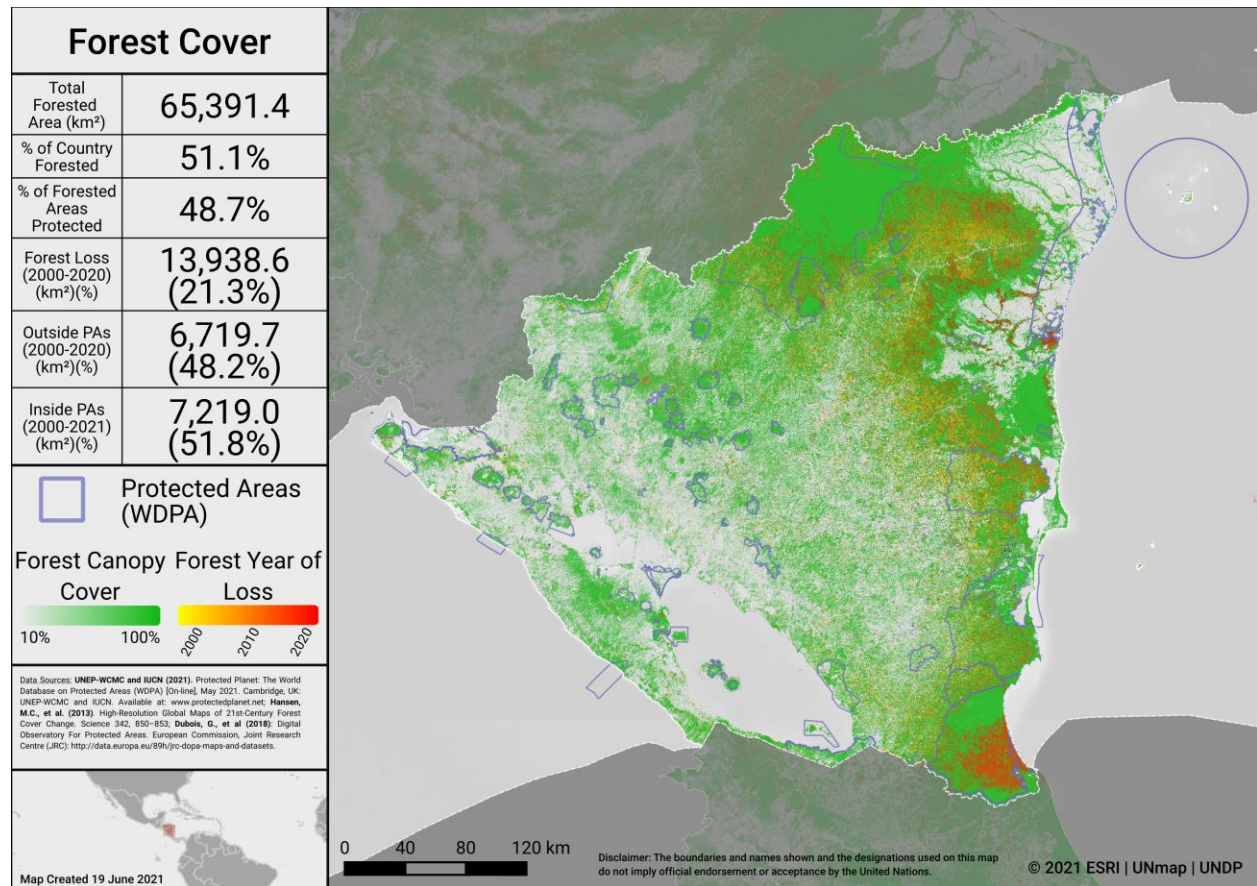 Forest Cover
Total
Forested
Area (km²)
65,391.4
% of Country
Forested
51.1%
% of Forested
Areas
Protected
48.7%
Forest Loss
(2000-2020)
(km²)(%)
13,938.6
(21.3%)
Outside PAs
(2000-2020)
(km²)(%)
6,719.7
(48.2%)
Inside PAs
(2000-2021)
(km²)(%)
7,219.0
(51.8%)
Protected Areas
(WDPA)
Forest Canopy
Cover
10%
100%
Forest Year of
Loss
2000
2010
2020
Data Sources: UNEP-WCMC and IUCN (2021). Protected Planet: The World
Database on Protected Areas (WDPA) [On-line], May 2021. Cambridge, UK:
UNEP-WCMC and IUCN. Available at: www.protectedplanet.net; Hansen,
M.C., et al. (2013). High-Resolution Global Maps of 21st-Century Forest
Cover Change. Science 342, 850–853; Dubois, G., et al (2018): Digital
Observatory For Protected Areas. European Commission, Joint Research
Centre (JRC): http://data.europa.eu/89h/jrc-dopa-maps-and-datasets.
Map Created 19 June 2021
0 40 80 120 km
Disclaimer: The boundaries and names shown and the designations used on this map
do not imply official endorsement or acceptance by the United Nations.
© 2021 ESRI | UNmap | UNDP